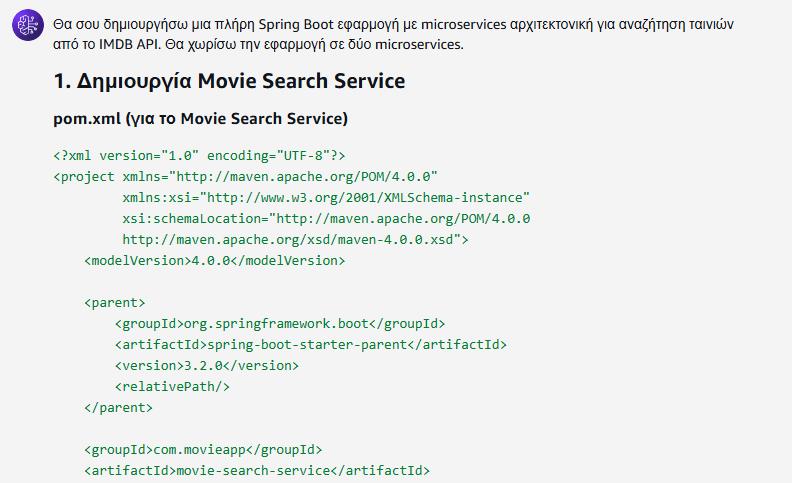 Θα σου δημιουργήσω μια πλήρη Spring Boot εφαρμογή με microservices αρχιτεκτονική για αναζήτηση ταινιών
από το IMDB API. Θα χωρίσω την εφαρμογή σε δύο microservices.
1. Δημιουργία Movie Search Service
pom.xml (για το Movie Search Service)
<?xml version="1.0" encoding="UTF-8"?>
<project xmlns="http://maven.apache.org/POM/4.0.0"
         xmlns:xsi="http://www.w3.org/2001/XMLSchema-instance"
         xsi:schemaLocation="http://maven.apache.org/POM/4.0.0
         http://maven.apache.org/xsd/maven-4.0.0.xsd">
    <modelVersion>4.0.0</modelVersion>
    <parent>
        <groupId>org.springframework.boot</groupId>
        <artifactId>spring-boot-starter-parent</artifactId>
        <version>3.2.0</version>
        <relativePath/>
    </parent>
    <groupId>com.movieapp</groupId>
    <artifactId>movie-search-service</artifactId>